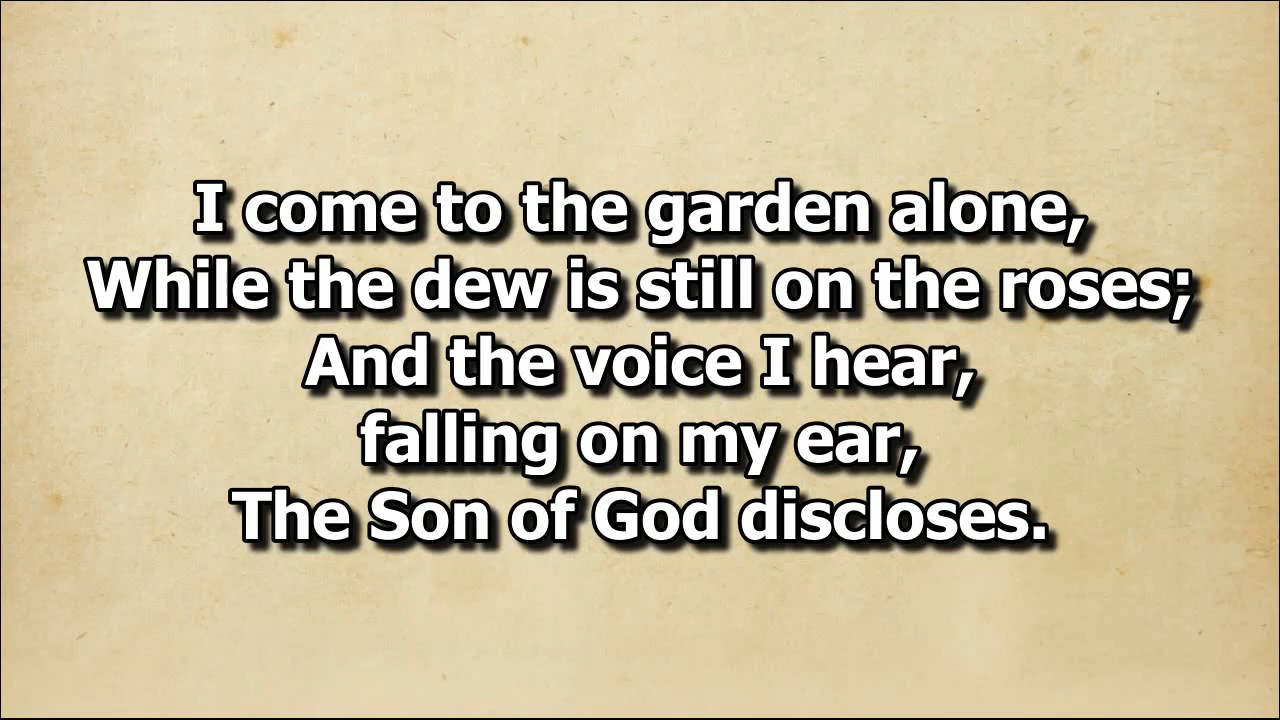 I come to the garden alone,
While the dew is still on the roses;
And the voice I hear,
falling on my ear,
The Son of God discloses.